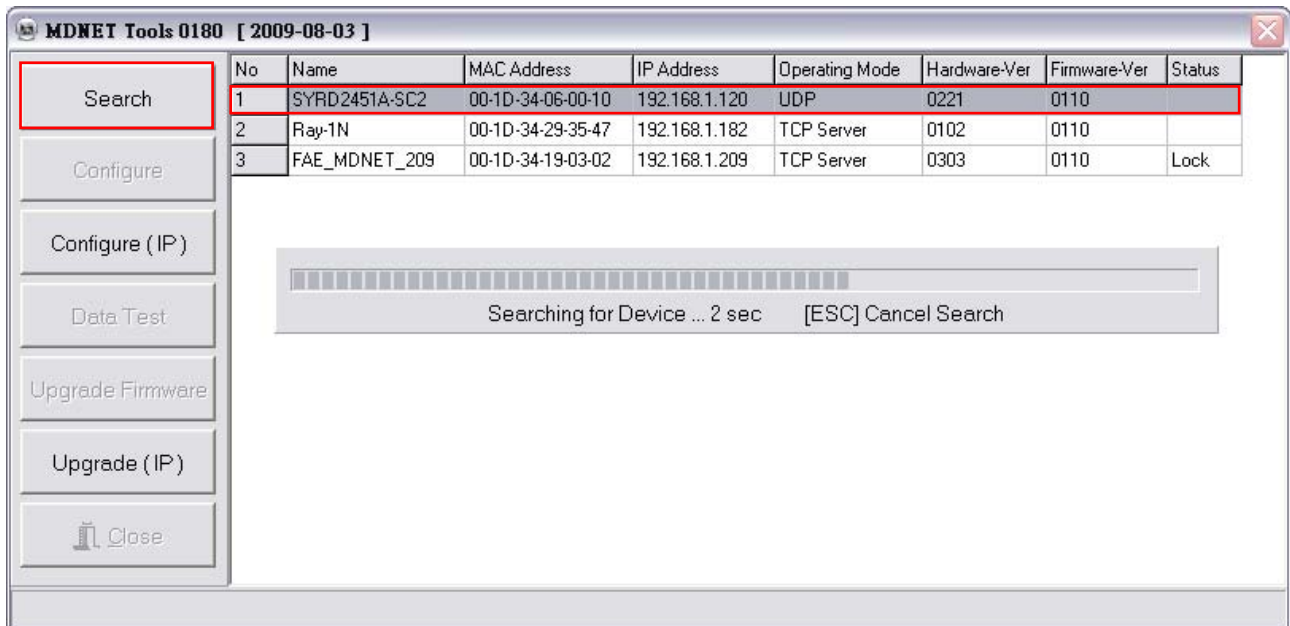 MDNET Tools 0180 [ 2009-08-03 ]
Search
Configure
Configure ( IP )
Data Test
Upgrade Firmware
Upgrade ( IP )
Close
No Name MAC Address IP Address Operating Mode Hardware-Ver Firmware-Ver Status
1 SYRD2451A-SC2 00-1D-34-06-00-10 192.168.1.120 UDP 0221 0110
2 Ray-1N 00-1D-34-29-35-47 192.168.1.182 TCP Server 0102 0110
3 FAE_MDNET_209 00-1D-34-19-03-02 192.168.1.209 TCP Server 0303 0110 Lock
Searching for Device ... 2 sec [ESC] Cancel Search